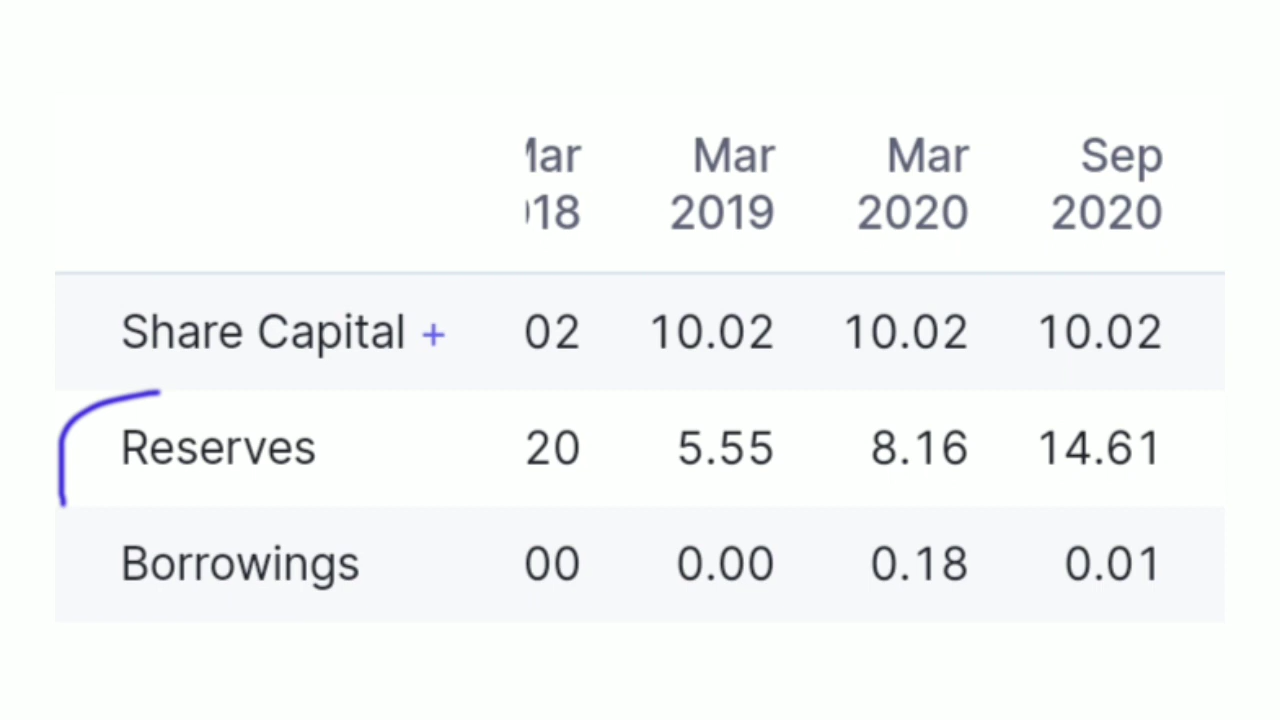 Mar Mar Sep
2019 2020 2020
Share Capital + 02 10.02 10.02 10.02
Reserves 20 5.55 8.16 14.61
Borrowings 00 0.00 0.18 0.01